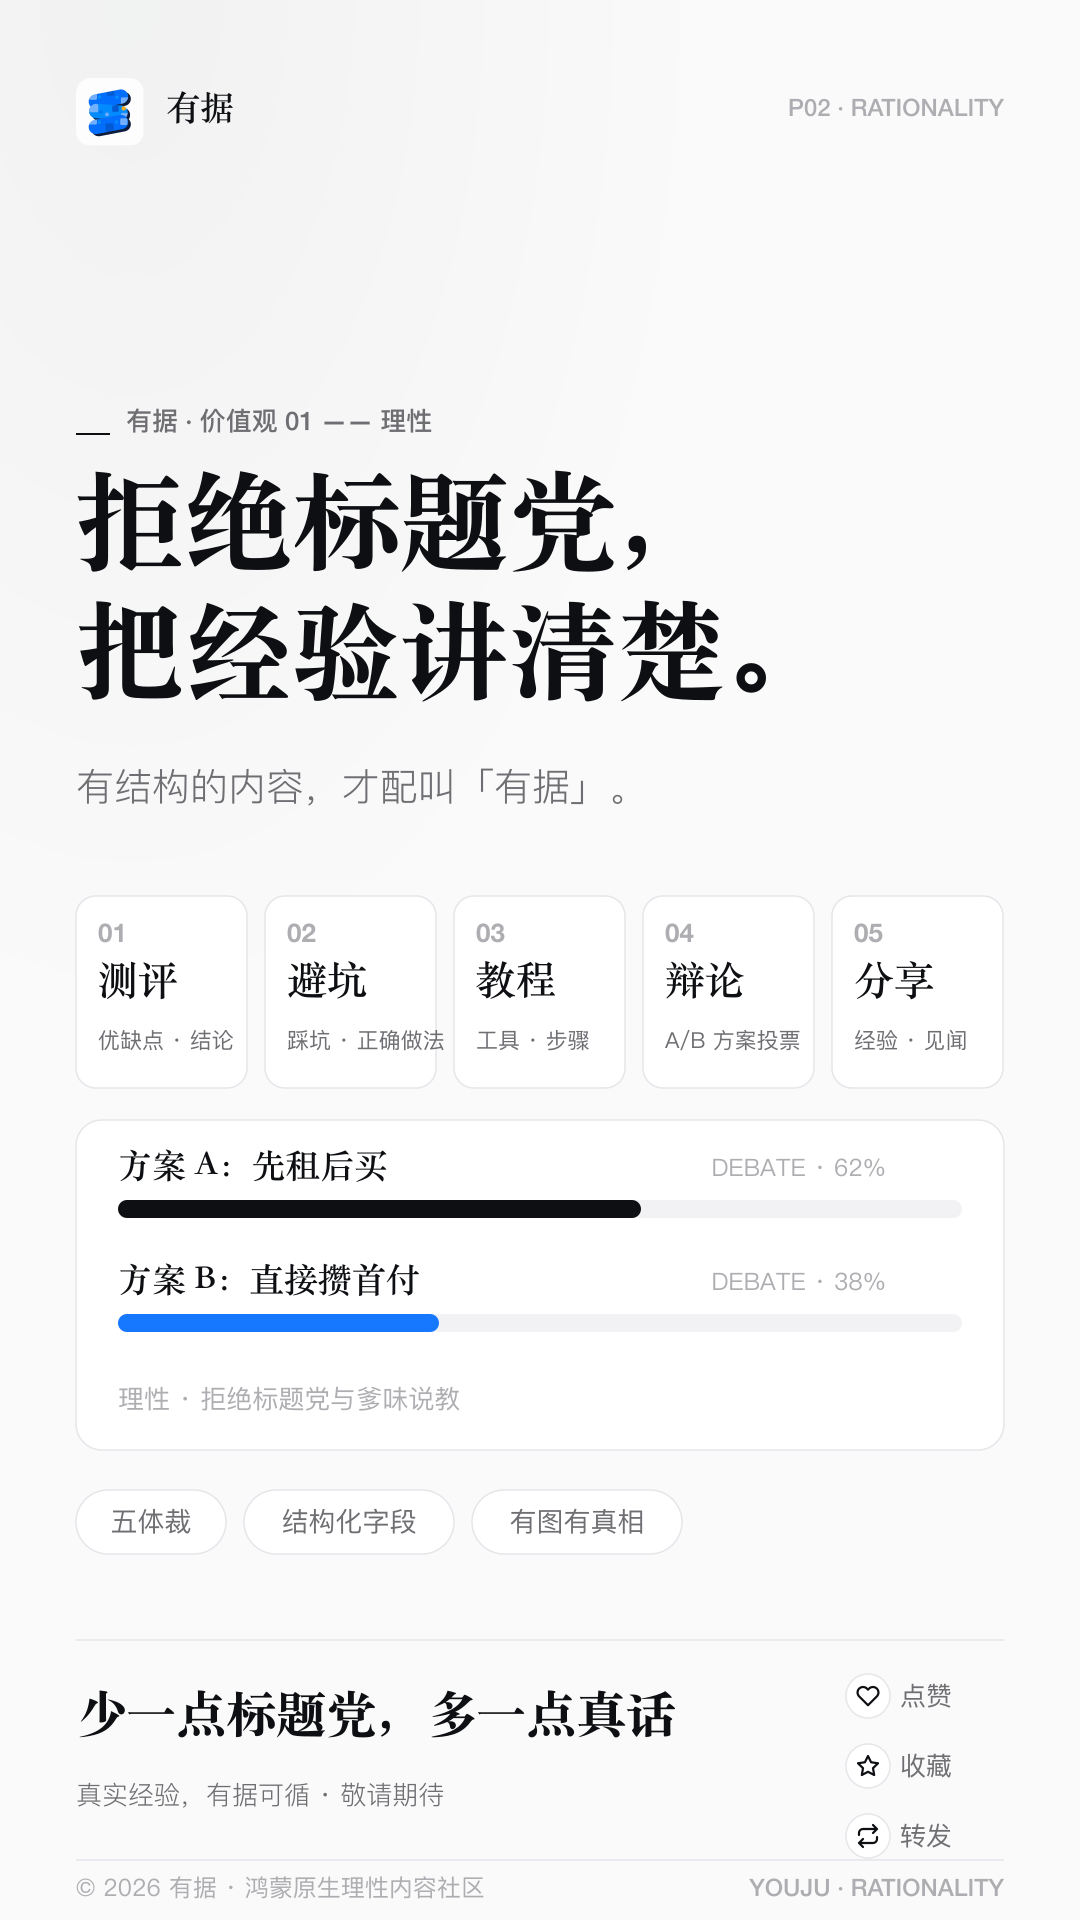 有据
P02 · RATIONALITY
有据 · 价值观 01 —— 理性
拒绝标题党，
把经验讲清楚。
有结构的内容，才配叫「有据」。
01
测评
优缺点 · 结论
02
避坑
踩坑 · 正确做法
03
教程
工具 · 步骤
04
辩论
A/B 方案投票
05
分享
经验 · 见闻
方案 A：先租后买
DEBATE · 62%
方案 B：直接攒首付
DEBATE · 38%
理性 · 拒绝标题党与爹味说教
五体裁
结构化字段
有图有真相
少一点标题党，多一点真话
真实经验，有据可循 · 敬请期待
点赞
收藏
转发
© 2026 有据 · 鸿蒙原生理性内容社区
YOUJU · RATIONALITY